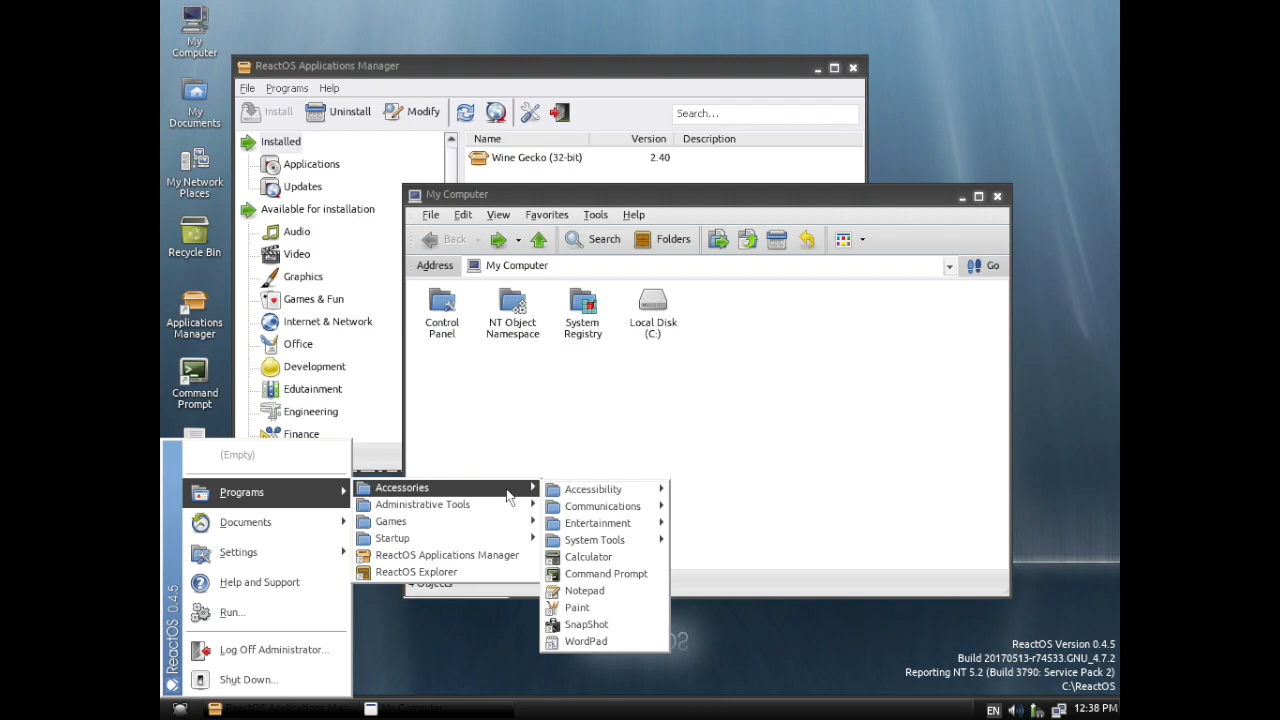 My
Computer
My
Documents
My Network
Places
Recycle Bin
Applications
Manager
Command
Prompt
ReactOS Applications Manager
File Programs Help
Install Uninstall Modify Search...
Installed
Applications
Updates
Available for installation
Audio
Video
Graphics
Games & Fun
Internet & Network
Office
Development
Edutainment
Engineering
Finance
Name Version Description
Wine Gecko (32-bit) 2.40
My Computer
File Edit View Favorites Tools Help
Back Search Folders
Address My Computer Go
Control
Panel
NT Object
Namespace
System
Registry
Local Disk
(C:)
4 Objects
(Empty)
Programs
Documents
Settings
Help and Support
Run...
Log Off Administrator...
Shut Down...
ReactOS 0.4.5
Accessories
Administrative Tools
Games
Startup
ReactOS Applications Manager
ReactOS Explorer
Accessibility
Communications
Entertainment
System Tools
Calculator
Command Prompt
Notepad
Paint
SnapShot
WordPad
ReactOS Version 0.4.5
Build 20170513-r74533.GNU_4.7.2
Reporting NT 5.2 (Build 3790: Service Pack 2)
C:\ReactOS
My Computer
EN 12:38 PM